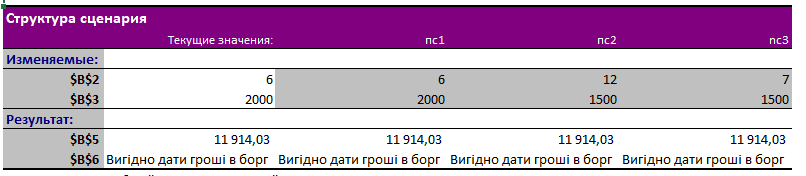 Структура сценария
Текущие значения: пс1 пс2 пс3
Изменяемые:
$B$2 6 6 12 7
$B$3 2000 2000 1500 1500
Результат:
$B$5 11 914,03 11 914,03 11 914,03 11 914,03
$B$6 Вигідно дати гроші в борг Вигідно дати гроші в борг Вигідно дати гроші в борг Вигідно дати гроші в борг